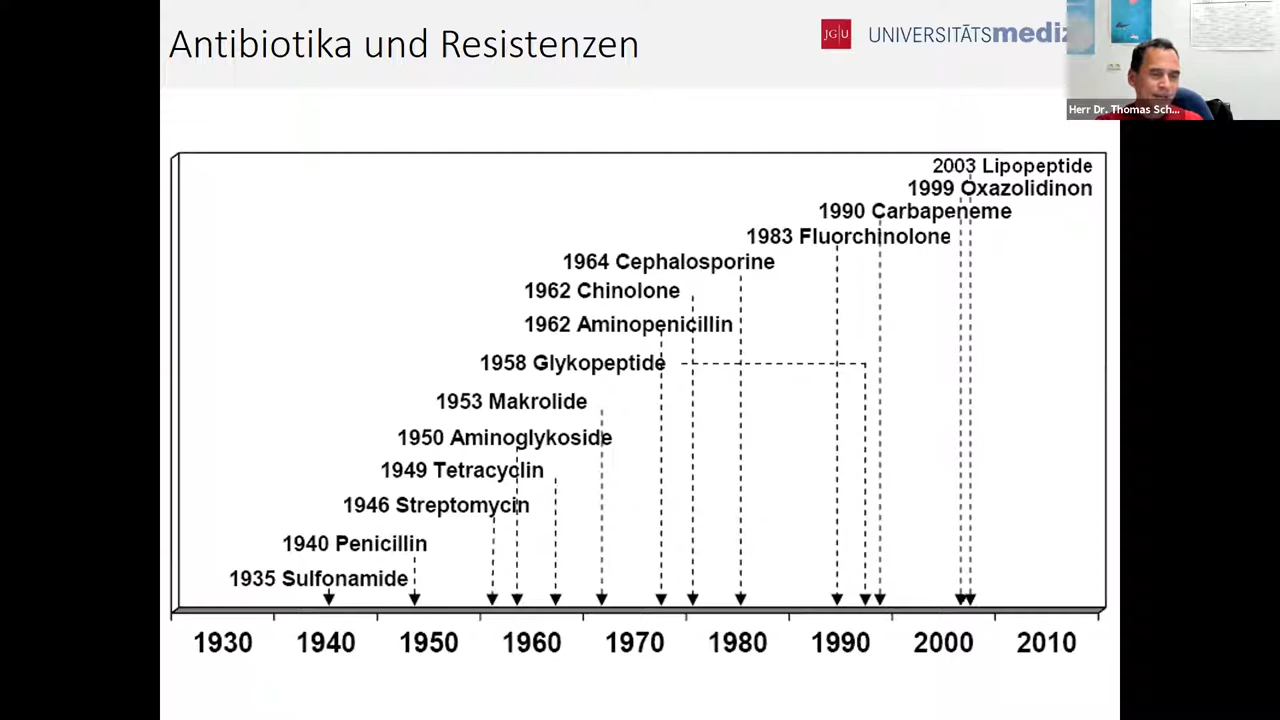 Antibiotika und Resistenzen
JG|U UNIVERSITÄTSmediz
Herr Dr. Thomas Sch...
2003 Lipopeptide
1999 Oxazolidinon
1990 Carbapeneme
1983 Fluorchinolone
1964 Cephalosporine
1962 Chinolone
1962 Aminopenicillin
1958 Glykopeptide
1953 Makrolide
1950 Aminoglykoside
1949 Tetracyclin
1946 Streptomycin
1940 Penicillin
1935 Sulfonamide
1930 1940 1950 1960 1970 1980 1990 2000 2010